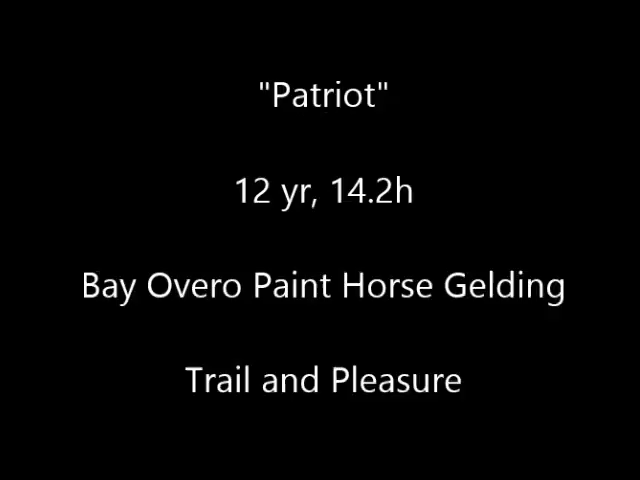 "Patriot"
12 yr, 14.2h
Bay Overo Paint Horse Gelding
Trail and Pleasure